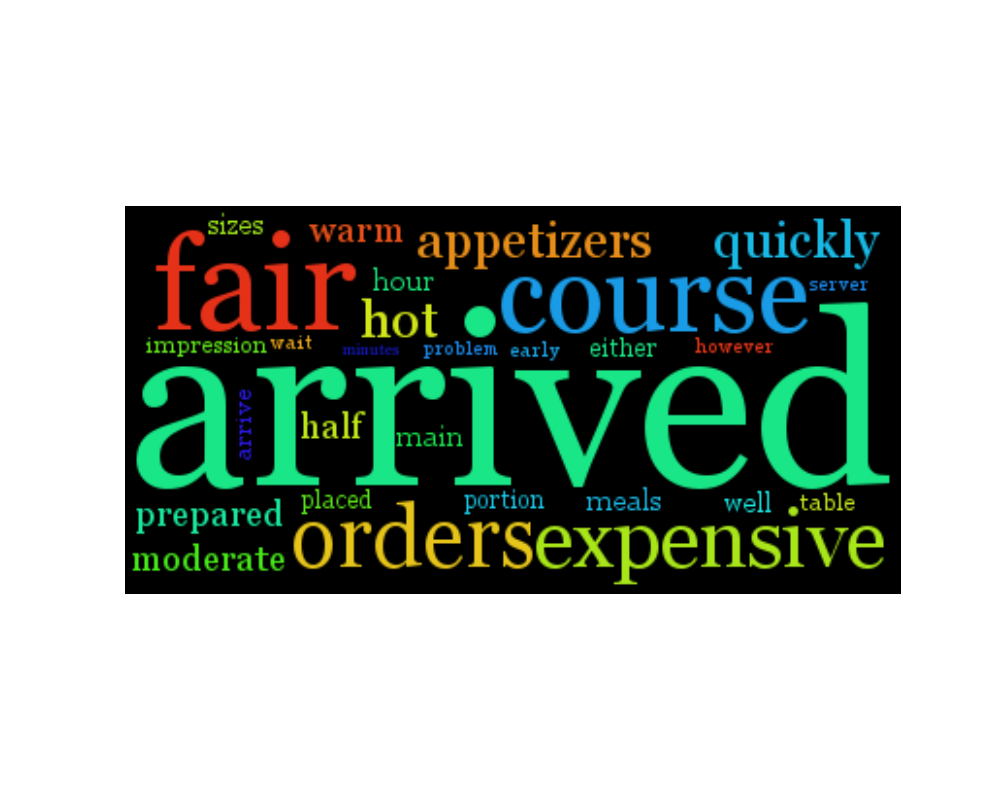 sizes
warm
appetizers
quickly
fair
hour
course
server
hot
impression
wait
minutes
problem
early
either
however
arrived
arrive
half
main
prepared
placed
portion
meals
well
table
orders
expensive
moderate